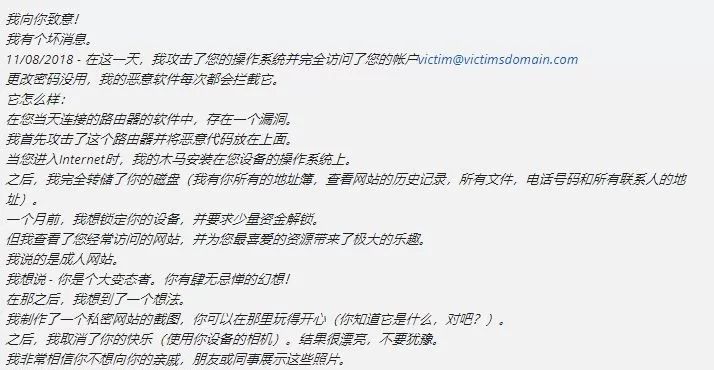 我向你致意！
我有个坏消息。
11/08/2018 - 在这一天，我攻击了您的操作系统并完全访问了您的帐户victim@victimsdomain.com
更改密码没用，我的恶意软件每次都会拦截它。
它怎么样：
在您当天连接的路由器的软件中，存在一个漏洞。
我首先攻击了这个路由器并将恶意代码放在上面。
当您进入Internet时，我的木马安装在您设备的操作系统上。
之后，我完全转储了你的磁盘（我有你所有的地址簿，查看网站的历史记录，所有文件，电话号码和所有联系人的地
址）。
一个月前，我想锁定你的设备，并要求少量资金解锁。
但我查看了您经常访问的网站，并为您最喜爱的资源带来了极大的乐趣。
我说的是成人网站。
我想说 - 你是个大变态者。你有肆无忌惮的幻想！
在那之后，我想到了一个想法。
我制作了一个私密网站的截图，你可以在那里玩得开心（你知道它是什么，对吧？）。
之后，我取消了你的快乐（使用你设备的相机）。结果很漂亮，不要犹豫。
我非常相信你不想向你的亲戚，朋友或同事展示这些照片。